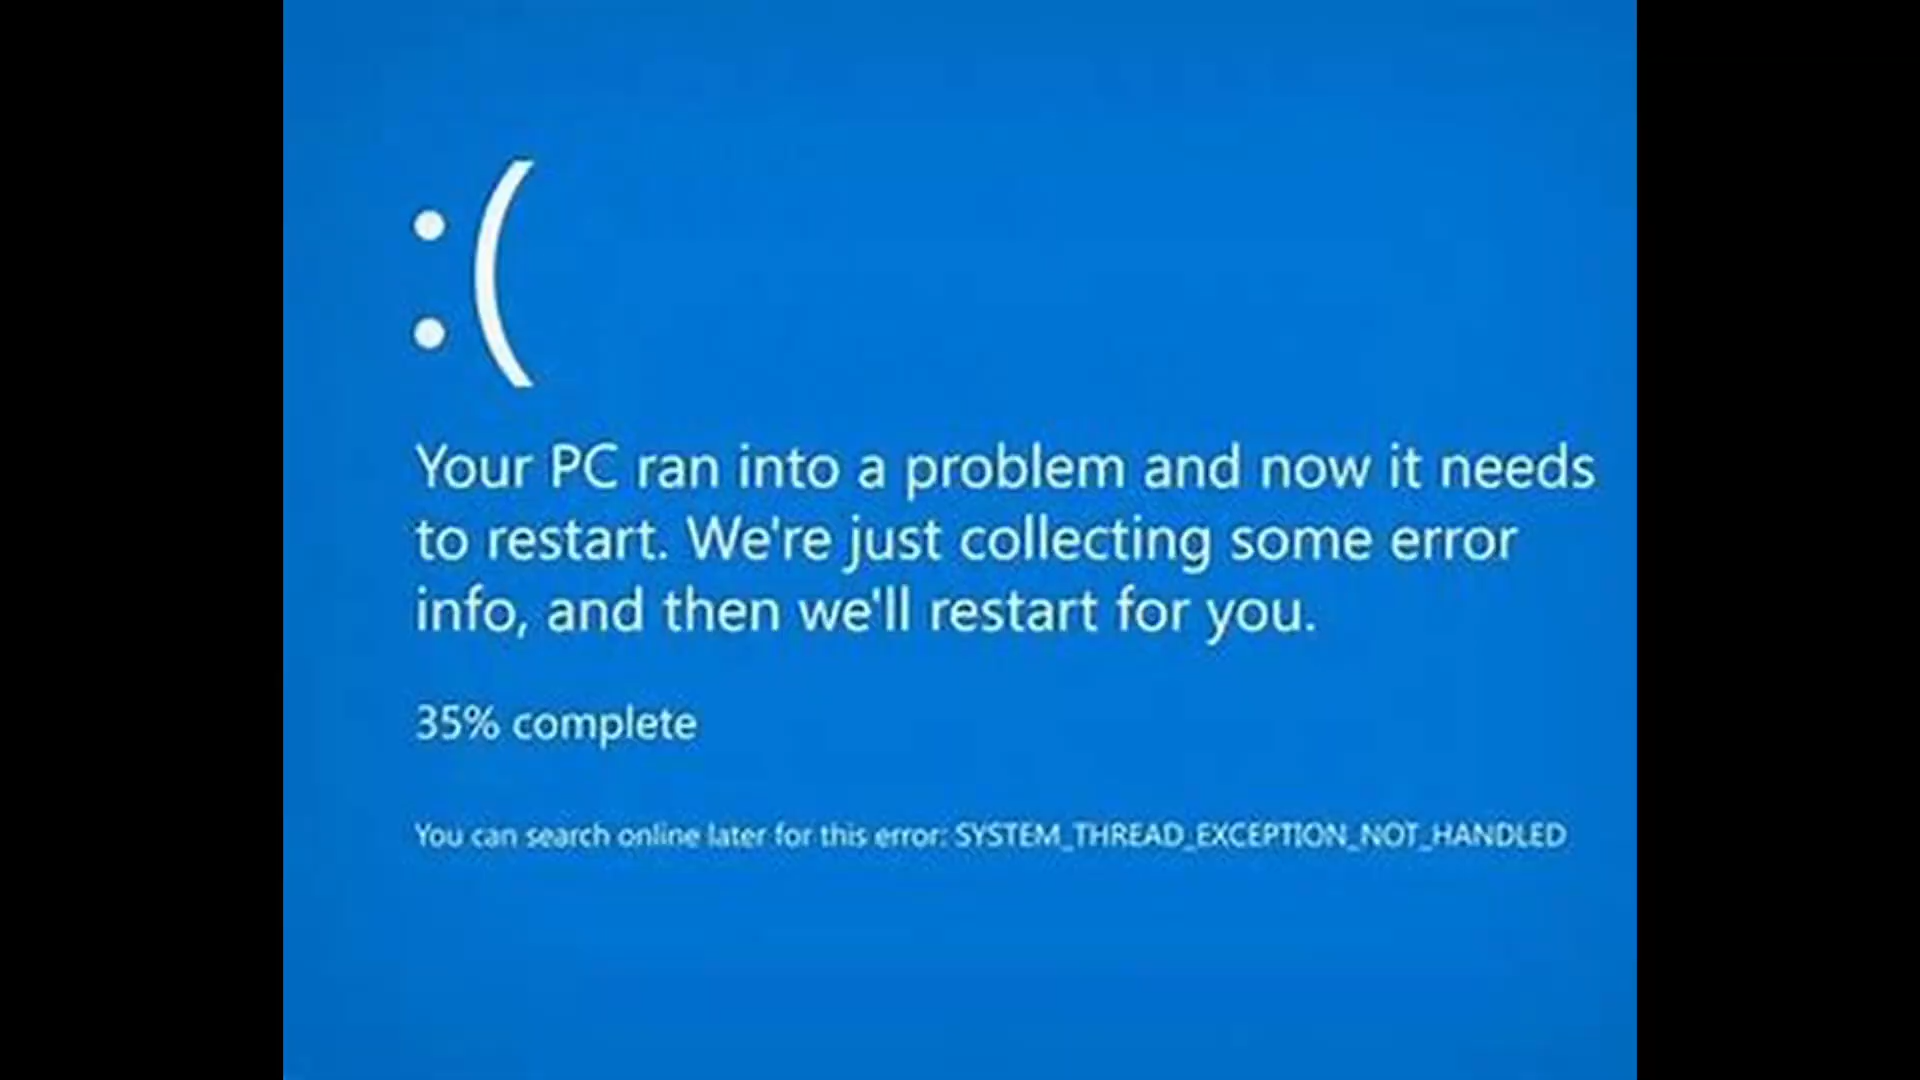 :(
Your PC ran into a problem and now it needs
to restart. We're just collecting some error
info, and then we'll restart for you.
35% complete
You can search online later for this error: SYSTEM_THREAD_EXCEPTION_NOT_HANDLED